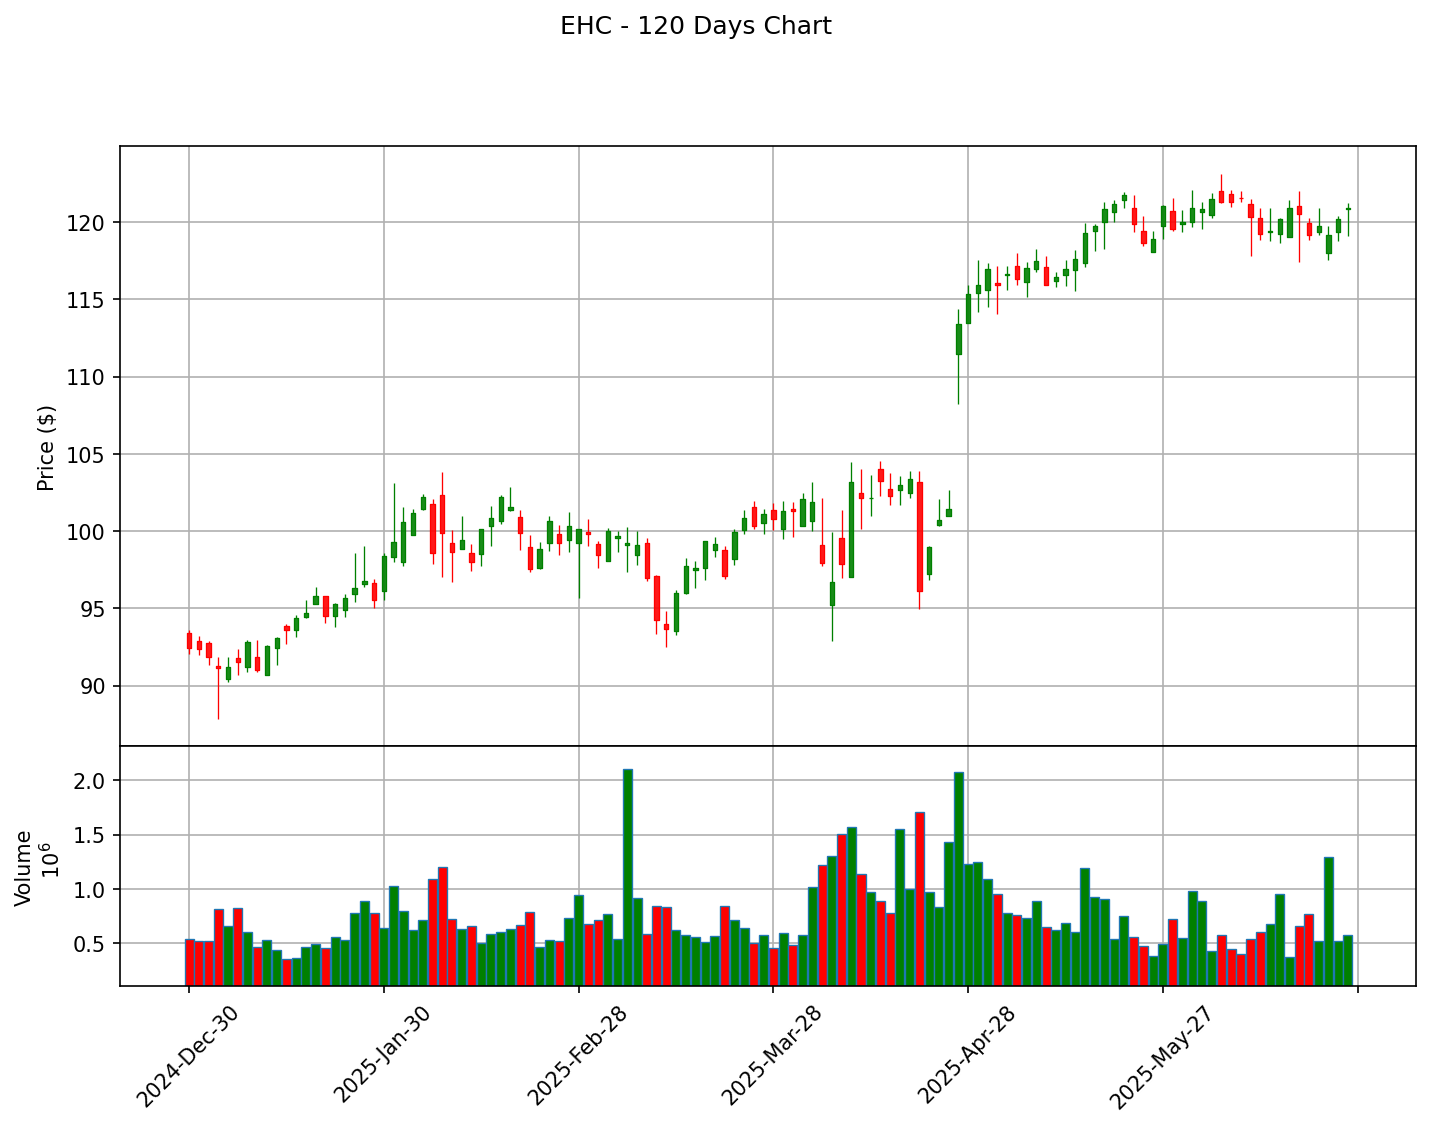 EHC - 120 Days Chart
120
115
110
105
100
95
90
Price ($)
2.0
1.5
1.0
0.5
Volume
10⁶
2024-Dec-30
2025-Jan-30
2025-Feb-28
2025-Mar-28
2025-Apr-28
2025-May-27